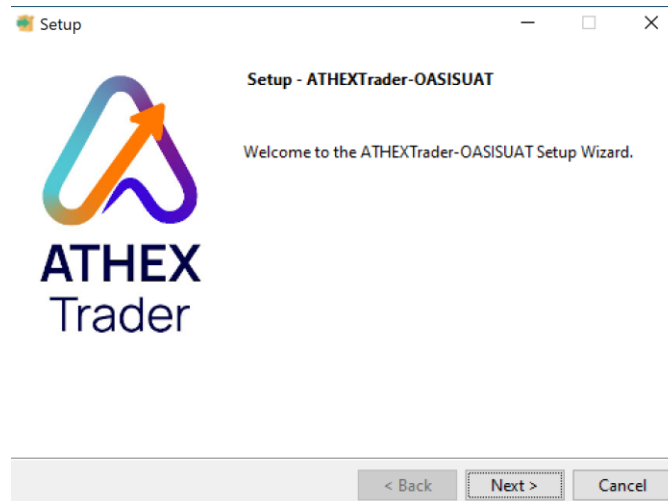 Setup
Setup - ATHEXTrader-OASISUAT
Welcome to the ATHEXTrader-OASISUAT Setup Wizard.
ATHEX
Trader
< Back
Next >
Cancel